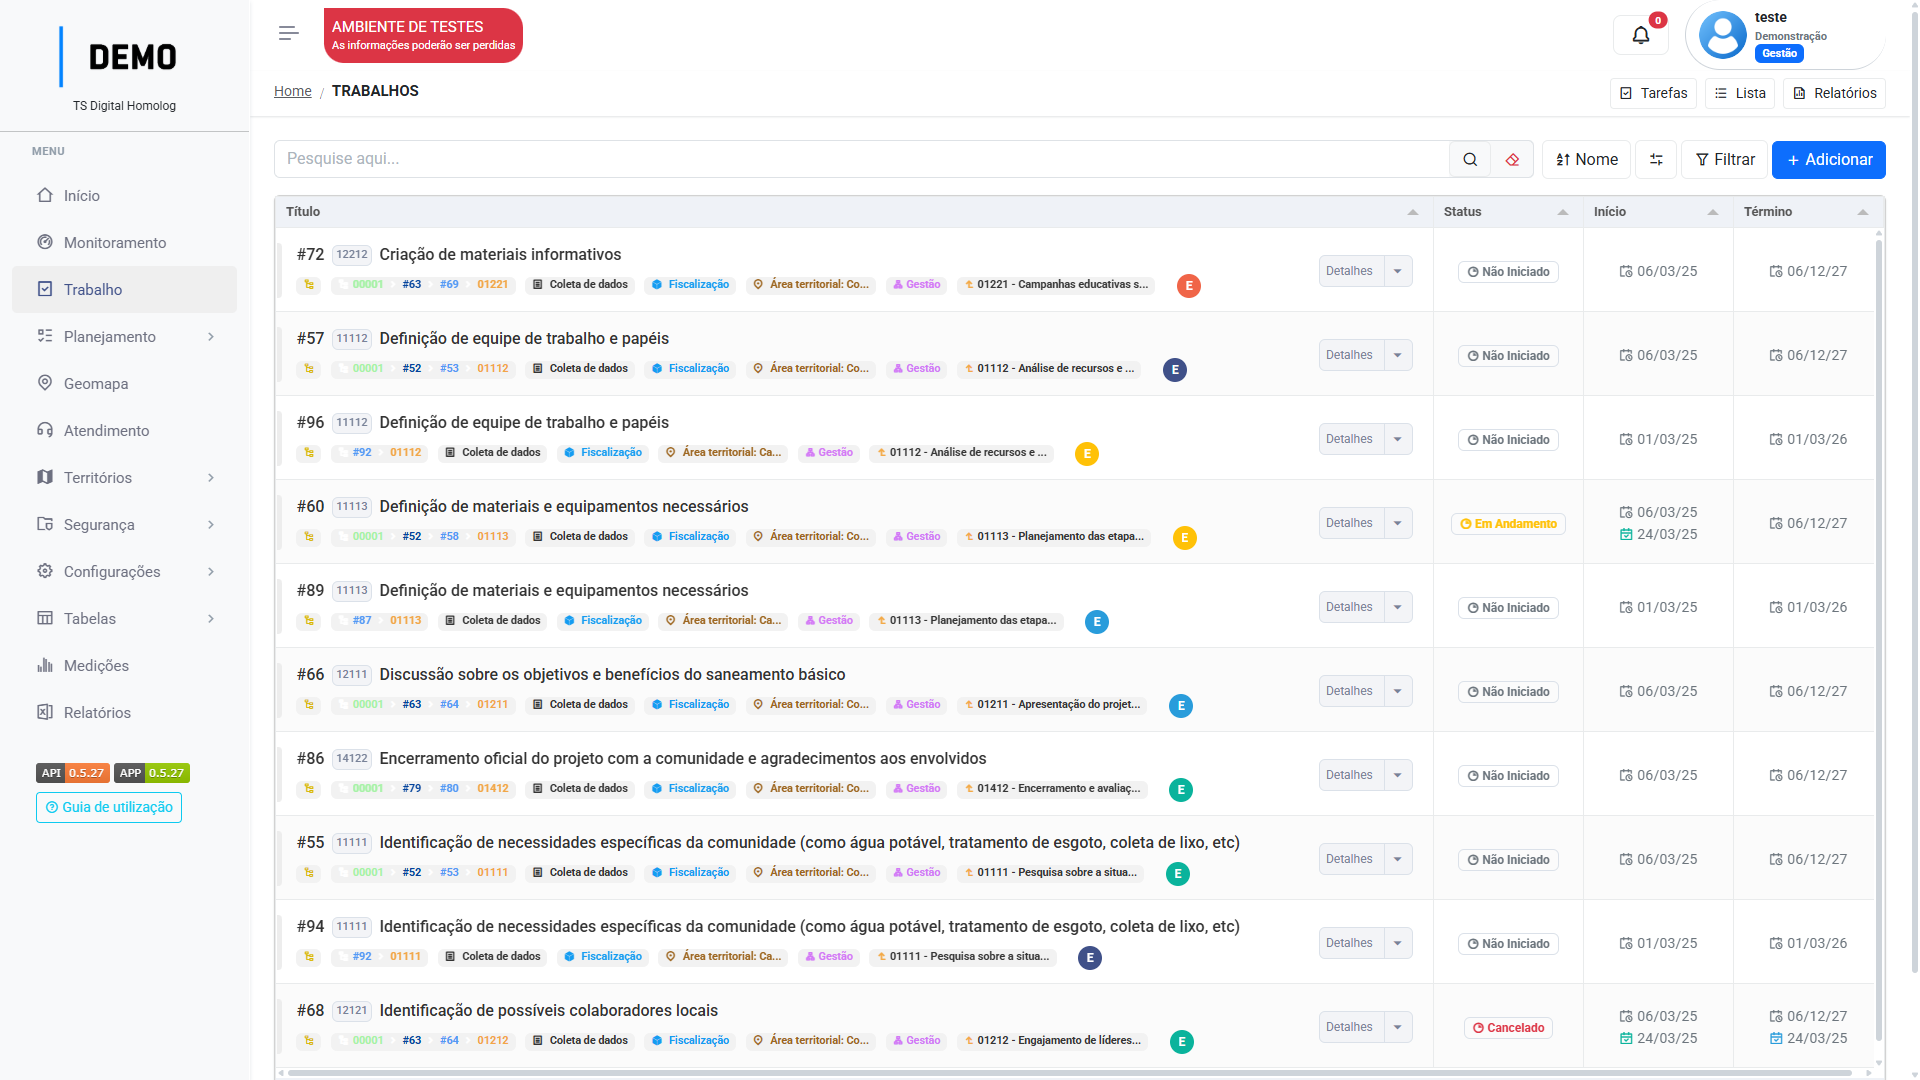 DEMO
TS Digital Homolog
MENU
Início
Monitoramento
Trabalho
Planejamento
Geomapa
Atendimento
Territórios
Segurança
Configurações
Tabelas
Medições
Relatórios
API 0.5.27 APP 0.5.27
Guia de utilização
AMBIENTE DE TESTES
As informações poderão ser perdidas
0
teste
Demonstração
Gestão
Home / TRABALHOS
Tarefas Lista Relatórios
Pesquise aqui...
Nome Filtrar + Adicionar
Título Status Início Término
#72 12212 Criação de materiais informativos
00001 #63 #69 01221 Coleta de dados Fiscalização Área territorial: Co... Gestão 01221 - Campanhas educativas s... E
Detalhes Não Iniciado 06/03/25 06/12/27
#57 11112 Definição de equipe de trabalho e papéis
00001 #52 #53 01112 Coleta de dados Fiscalização Área territorial: Co... Gestão 01112 - Análise de recursos e ... E
Detalhes Não Iniciado 06/03/25 06/12/27
#96 11112 Definição de equipe de trabalho e papéis
#92 01112 Coleta de dados Fiscalização Área territorial: Ca... Gestão 01112 - Análise de recursos e ... E
Detalhes Não Iniciado 01/03/25 01/03/26
#60 11113 Definição de materiais e equipamentos necessários
00001 #52 #58 01113 Coleta de dados Fiscalização Área territorial: Co... Gestão 01113 - Planejamento das etapa... E
Detalhes Em Andamento 06/03/25 24/03/25 06/12/27
#89 11113 Definição de materiais e equipamentos necessários
#87 01113 Coleta de dados Fiscalização Área territorial: Ca... Gestão 01113 - Planejamento das etapa... E
Detalhes Não Iniciado 01/03/25 01/03/26
#66 12111 Discussão sobre os objetivos e benefícios do saneamento básico
00001 #63 #64 01211 Coleta de dados Fiscalização Área territorial: Co... Gestão 01211 - Apresentação do projet... E
Detalhes Não Iniciado 06/03/25 06/12/27
#86 14122 Encerramento oficial do projeto com a comunidade e agradecimentos aos envolvidos
00001 #79 #80 01412 Coleta de dados Fiscalização Área territorial: Co... Gestão 01412 - Encerramento e avaliaç... E
Detalhes Não Iniciado 06/03/25 06/12/27
#55 11111 Identificação de necessidades específicas da comunidade (como água potável, tratamento de esgoto, coleta de lixo, etc)
00001 #52 #53 01111 Coleta de dados Fiscalização Área territorial: Co... Gestão 01111 - Pesquisa sobre a situa... E
Detalhes Não Iniciado 06/03/25 06/12/27
#94 11111 Identificação de necessidades específicas da comunidade (como água potável, tratamento de esgoto, coleta de lixo, etc)
#92 01111 Coleta de dados Fiscalização Área territorial: Ca... Gestão 01111 - Pesquisa sobre a situa... E
Detalhes Não Iniciado 01/03/25 01/03/26
#68 12121 Identificação de possíveis colaboradores locais
00001 #63 #64 01212 Coleta de dados Fiscalização Área territorial: Co... Gestão 01212 - Engajamento de líderes... E
Detalhes Cancelado 06/03/25 24/03/25 06/12/27 24/03/25